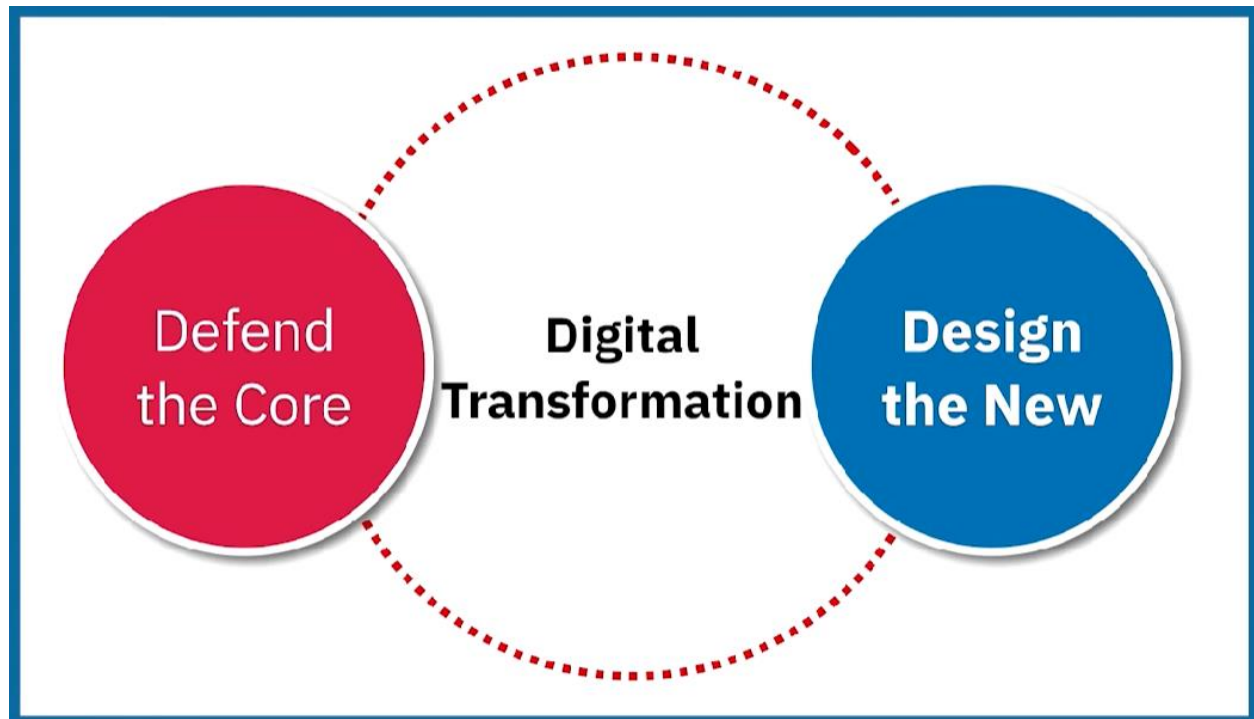 Defend
the Core
Digital
Transformation
Design
the New